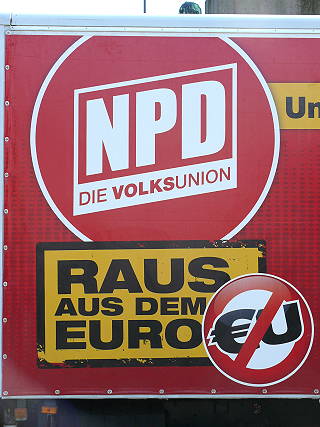 NPD
DIE VOLKSUNION
Un
RAUS
AUS DEM
EURO
€U